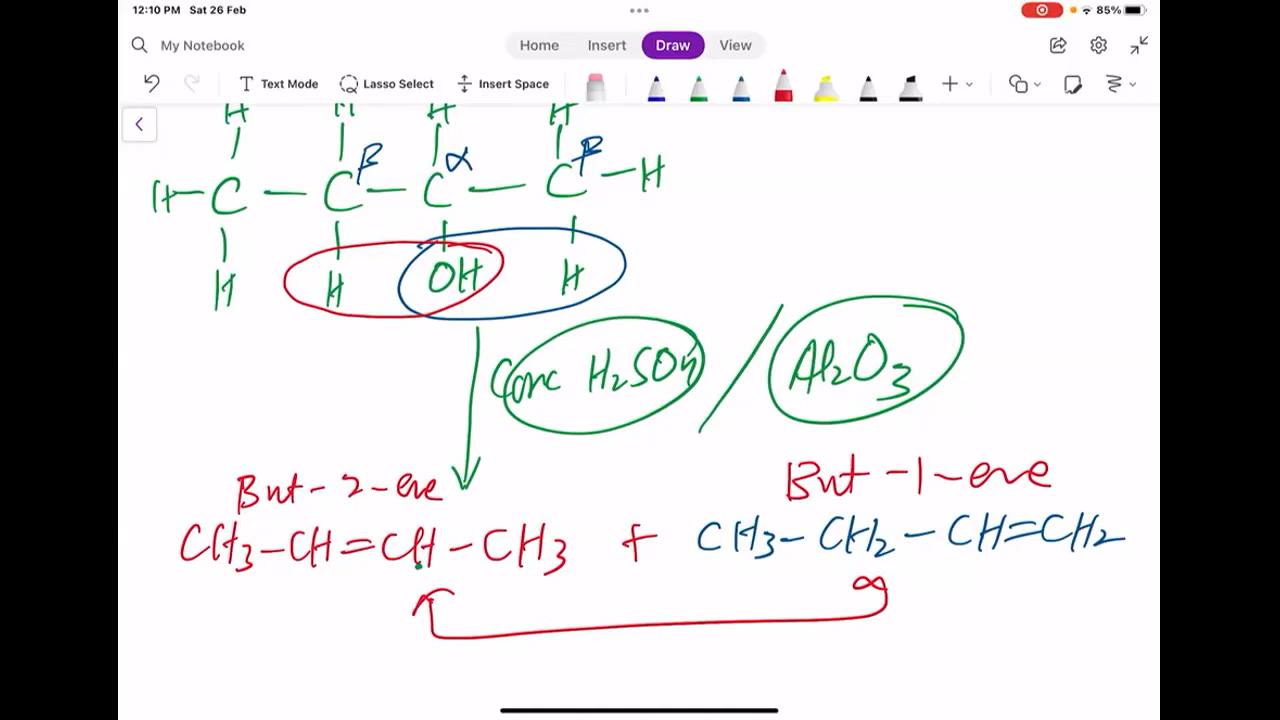 12:10 PM Sat 26 Feb
85%
My Notebook
Home Insert Draw View
Text Mode Lasso Select Insert Space
H H H H
β α β
H-C-C-C-C-H
H H OH H
Conc H2SO4 / Al2O3
But-2-ene But-1-ene
CH3-CH=CH-CH3 + CH3-CH2-CH=CH2